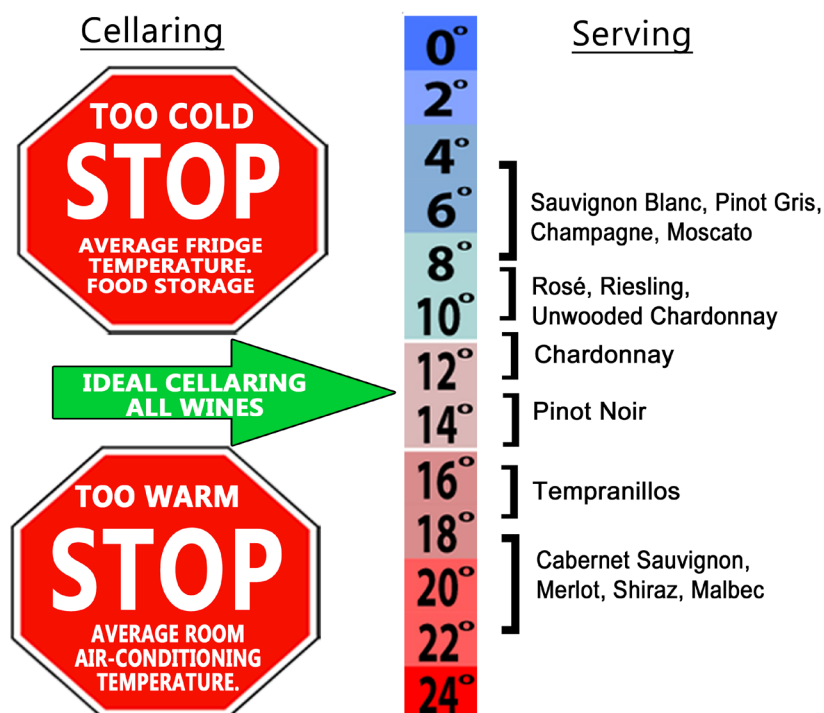 Cellaring
Serving
TOO COLD
STOP
AVERAGE FRIDGE
TEMPERATURE.
FOOD STORAGE
IDEAL CELLARING
ALL WINES
TOO WARM
STOP
AVERAGE ROOM
AIR-CONDITIONING
TEMPERATURE.
0°
2°
4°
6°
8°
10°
12°
14°
16°
18°
20°
22°
24°
Sauvignon Blanc, Pinot Gris,
Champagne, Moscato
Rosé, Riesling,
Unwooded Chardonnay
Chardonnay
Pinot Noir
Tempranillos
Cabernet Sauvignon,
Merlot, Shiraz, Malbec